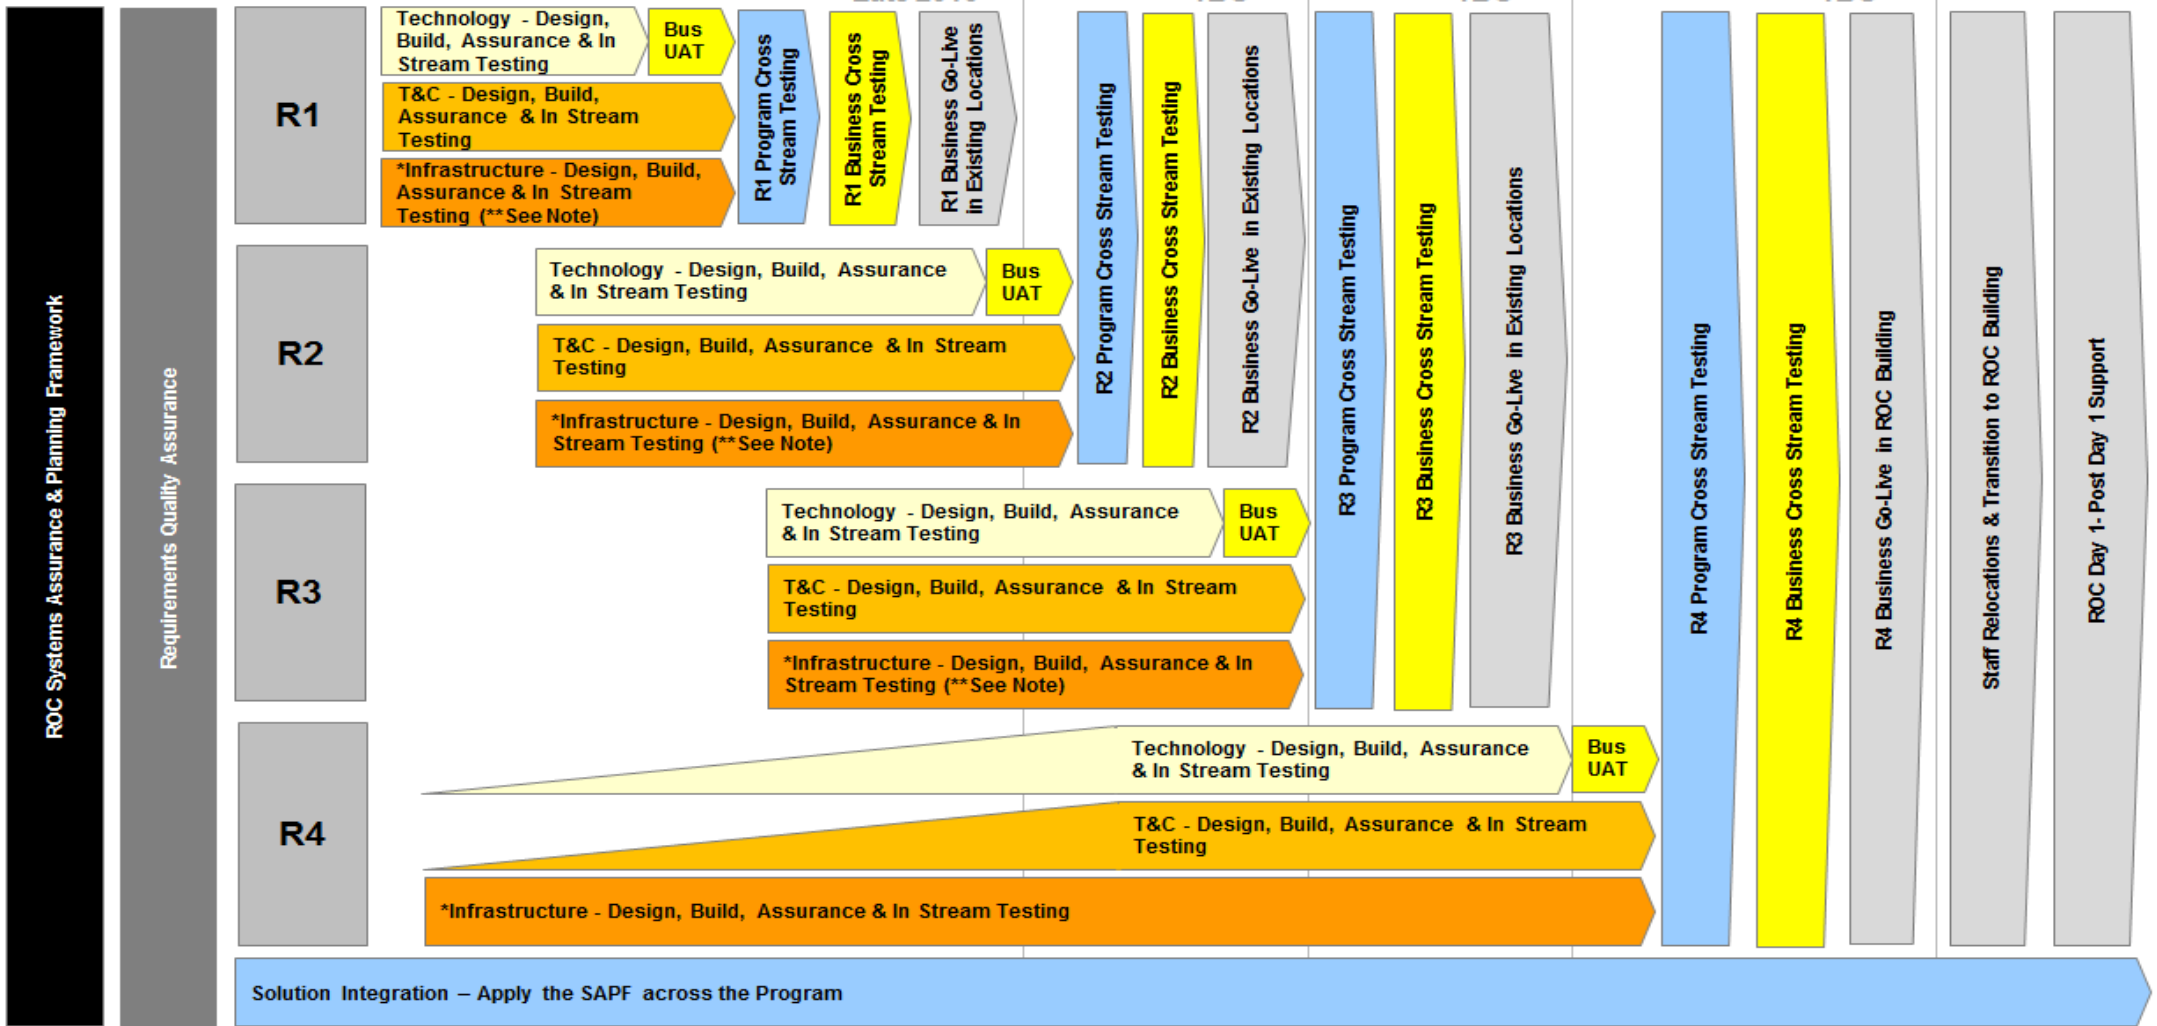 ROC Systems Assurance & Planning Framework
Requirements Quality Assurance
R1
Technology - Design,
Build, Assurance & In
Stream Testing
Bus
UAT
T&C - Design, Build,
Assurance & In Stream
Testing
*Infrastructure - Design, Build,
Assurance & In Stream
Testing (**See Note)
R1 Program Cross
Stream Testing
R1 Business Cross
Stream Testing
R1 Business Go-Live
in Existing Locations
R2
Technology - Design, Build, Assurance
& In Stream Testing
Bus
UAT
T&C - Design, Build, Assurance & In Stream
Testing
*Infrastructure - Design, Build, Assurance & In
Stream Testing (**See Note)
R2 Program Cross Stream Testing
R2 Business Cross Stream Testing
R2 Business Go-Live in Existing Locations
R3
Technology - Design, Build, Assurance
& In Stream Testing
Bus
UAT
T&C - Design, Build, Assurance & In Stream
Testing
*Infrastructure - Design, Build, Assurance & In
Stream Testing (**See Note)
R3 Program Cross Stream Testing
R3 Business Cross Stream Testing
R3 Business Go-Live in Existing Locations
R4
Technology - Design, Build, Assurance
& In Stream Testing
Bus
UAT
T&C - Design, Build, Assurance & In Stream
Testing
*Infrastructure - Design, Build, Assurance & In Stream Testing
R4 Program Cross Stream Testing
R4 Business Cross Stream Testing
R4 Business Go-Live in ROC Building
Staff Relocations & Transition to ROC Building
ROC Day 1- Post Day 1 Support
Solution Integration – Apply the SAPF across the Program